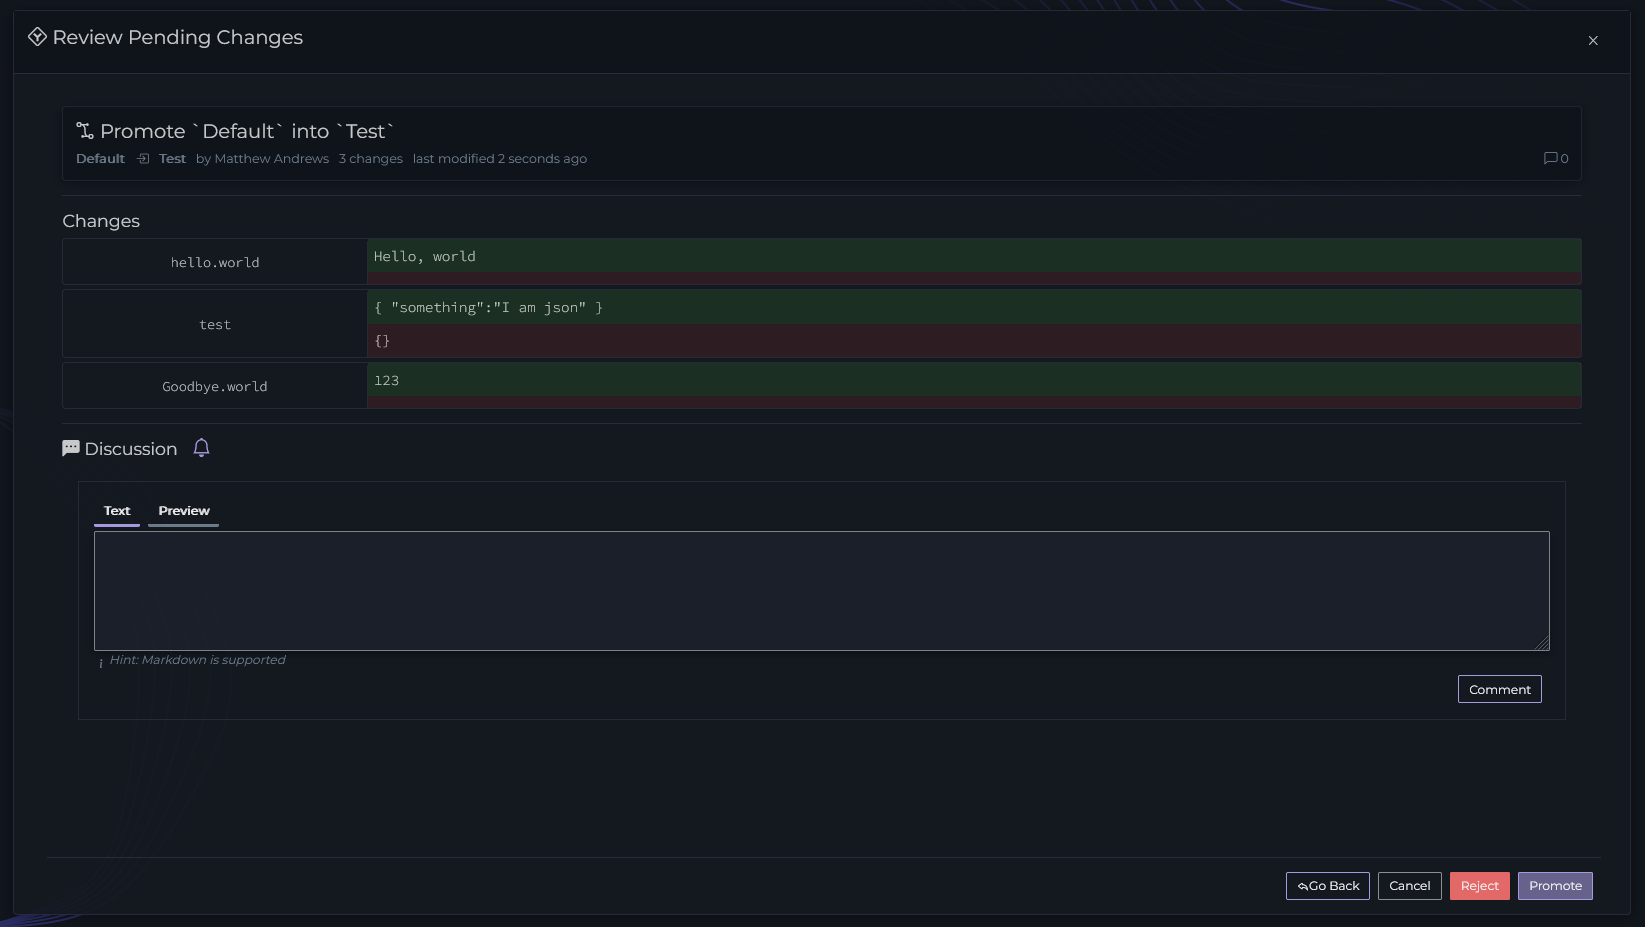 Review Pending Changes
Promote `Default` into `Test`
Default Test by Matthew Andrews 3 changes last modified 2 seconds ago
0
Changes
hello.world
Hello, world
test
{ "something":"I am json" }
{}
Goodbye.world
123
Discussion
Text Preview
Hint: Markdown is supported
Comment
Go Back Cancel Reject Promote